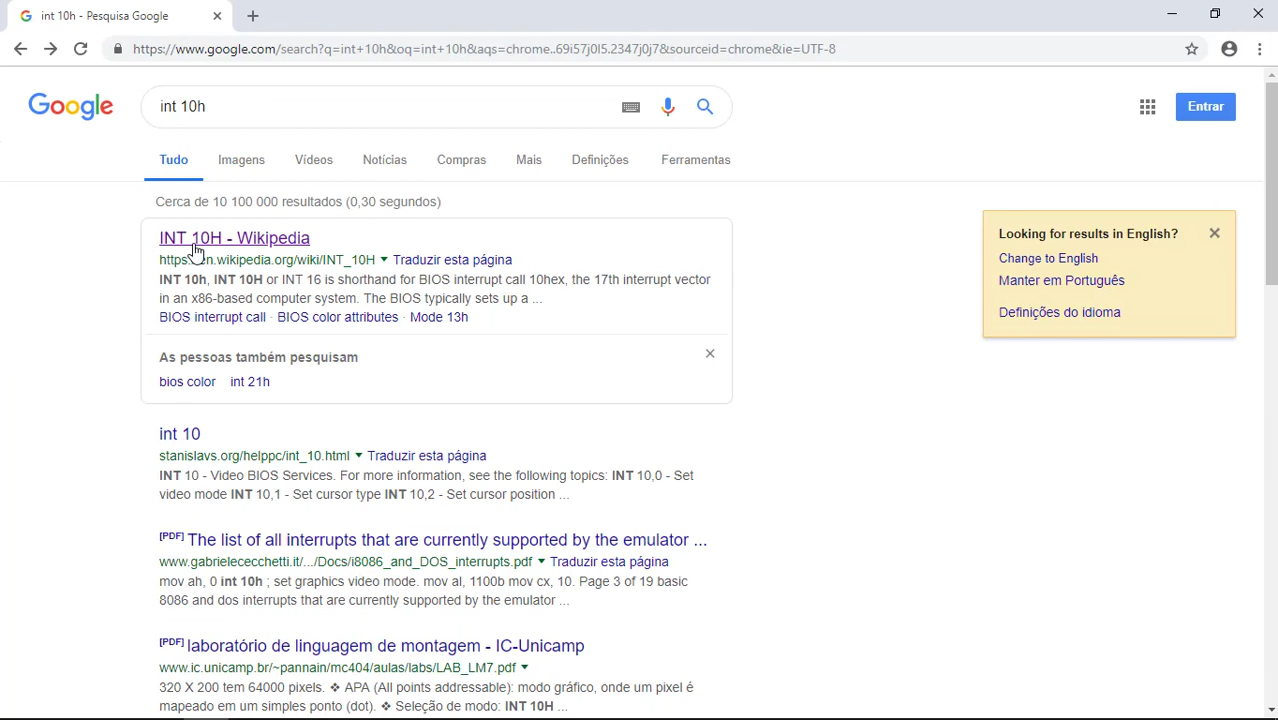 int 10h - Pesquisa Google
https://www.google.com/search?q=int+10h&oq=int+10h&aqs=chrome..69i57j0l5.2347j0j7&sourceid=chrome&ie=UTF-8
Google
int 10h
Entrar
Tudo Imagens Vídeos Notícias Compras Mais Definições Ferramentas
Cerca de 10 100 000 resultados (0,30 segundos)
INT 10H - Wikipedia
https://en.wikipedia.org/wiki/INT_10H Traduzir esta página
INT 10h, INT 10H or INT 16 is shorthand for BIOS interrupt call 10hex, the 17th interrupt vector
in an x86-based computer system. The BIOS typically sets up a ...
BIOS interrupt call · BIOS color attributes · Mode 13h
As pessoas também pesquisam
bios color int 21h
Looking for results in English?
Change to English
Manter em Português
Definições do idioma
int 10
stanislavs.org/helppc/int_10.html Traduzir esta página
INT 10 - Video BIOS Services. For more information, see the following topics: INT 10,0 - Set
video mode INT 10,1 - Set cursor type INT 10,2 - Set cursor position ...
[PDF] The list of all interrupts that are currently supported by the emulator ...
www.gabrielececchetti.it/.../Docs/i8086_and_DOS_interrupts.pdf Traduzir esta página
mov ah, 0 int 10h ; set graphics video mode. mov al, 1100b mov cx, 10. Page 3 of 19 basic
8086 and dos interrupts that are currently supported by the emulator ...
[PDF] laboratório de linguagem de montagem - IC-Unicamp
www.ic.unicamp.br/~pannain/mc404/aulas/labs/LAB_LM7.pdf
320 X 200 tem 64000 pixels. ❖ APA (All points addressable): modo gráfico, onde um pixel é
mapeado em um simples ponto (dot). ❖ Seleção de modo: INT 10H ...